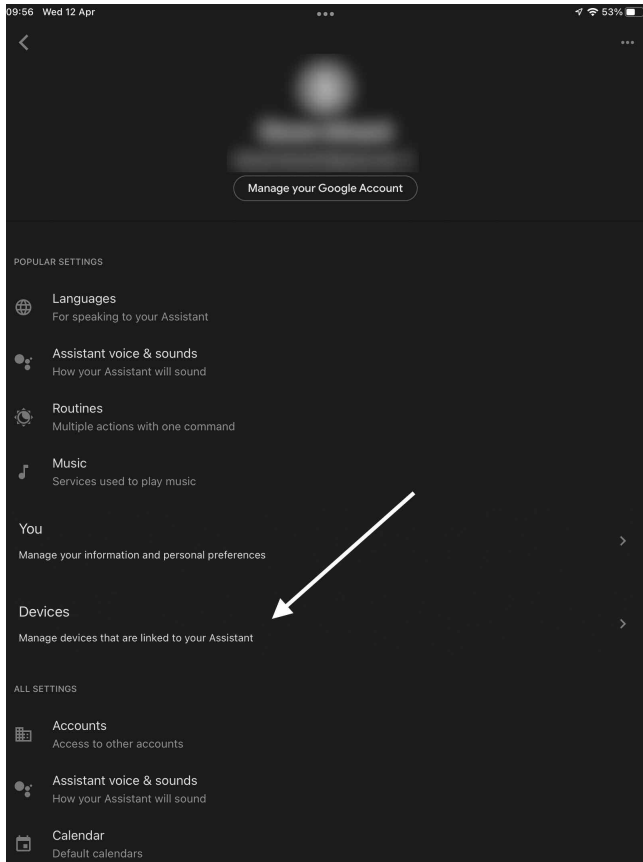 09:56 Wed 12 Apr
53%
Manage your Google Account
POPULAR SETTINGS
Languages
For speaking to your Assistant
Assistant voice & sounds
How your Assistant will sound
Routines
Multiple actions with one command
Music
Services used to play music
You
Manage your information and personal preferences
Devices
Manage devices that are linked to your Assistant
ALL SETTINGS
Accounts
Access to other accounts
Assistant voice & sounds
How your Assistant will sound
Calendar
Default calendars